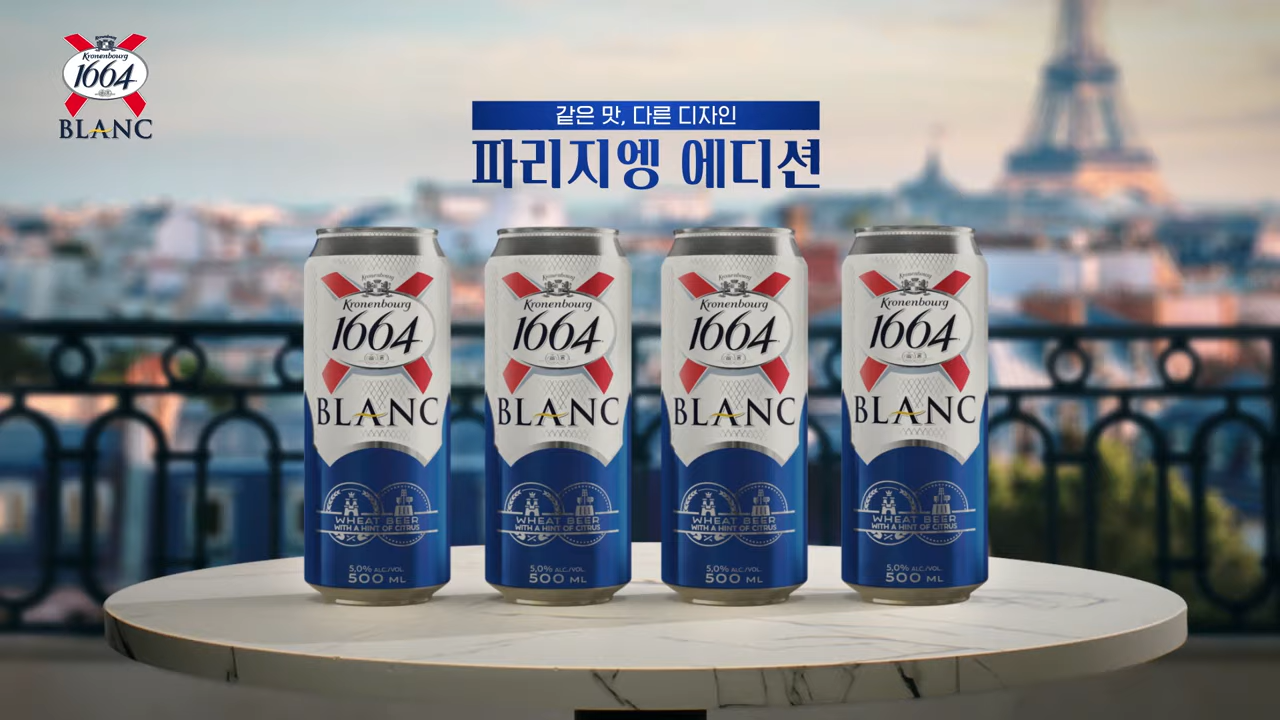 Kronenbourg
1664
BLANC
같은 맛, 다른 디자인
파리지엥 에디션
Kronenbourg
1664
BLANC
WHEAT BEER
WITH A HINT OF CITRUS
5,0% ALC./VOL.
500 ML
Kronenbourg
1664
BLANC
WHEAT BEER
WITH A HINT OF CITRUS
5,0% ALC./VOL.
500 ML
Kronenbourg
1664
BLANC
WHEAT BEER
WITH A HINT OF CITRUS
5,0% ALC./VOL.
500 ML
Kronenbourg
1664
BLANC
WHEAT BEER
WITH A HINT OF CITRUS
5,0% ALC./VOL.
500 ML